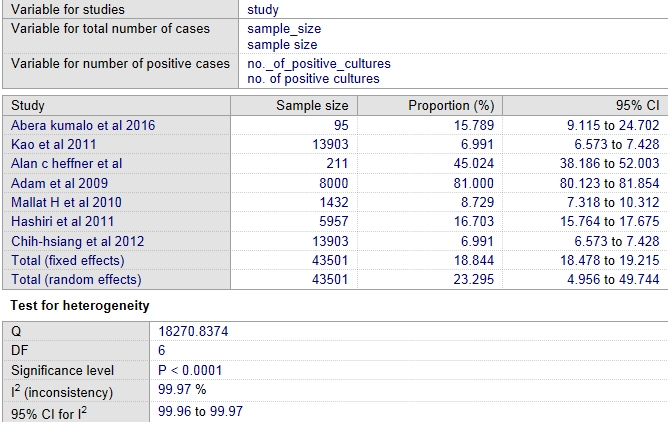 Variable for studies study
Variable for total number of cases sample_size
sample size
Variable for number of positive cases no._of_positive_cultures
no. of positive cultures
Study Sample size Proportion (%) 95% CI
Abera kumalo et al 2016 95 15.789 9.115 to 24.702
Kao et al 2011 13903 6.991 6.573 to 7.428
Alan c heffner et al 211 45.024 38.186 to 52.003
Adam et al 2009 8000 81.000 80.123 to 81.854
Mallat H et al 2010 1432 8.729 7.318 to 10.312
Hashiri et al 2011 5957 16.703 15.764 to 17.675
Chih-hsiang et al 2012 13903 6.991 6.573 to 7.428
Total (fixed effects) 43501 18.844 18.478 to 19.215
Total (random effects) 43501 23.295 4.956 to 49.744
Test for heterogeneity
Q 18270.8374
DF 6
Significance level P < 0.0001
I² (inconsistency) 99.97 %
95% CI for I² 99.96 to 99.97